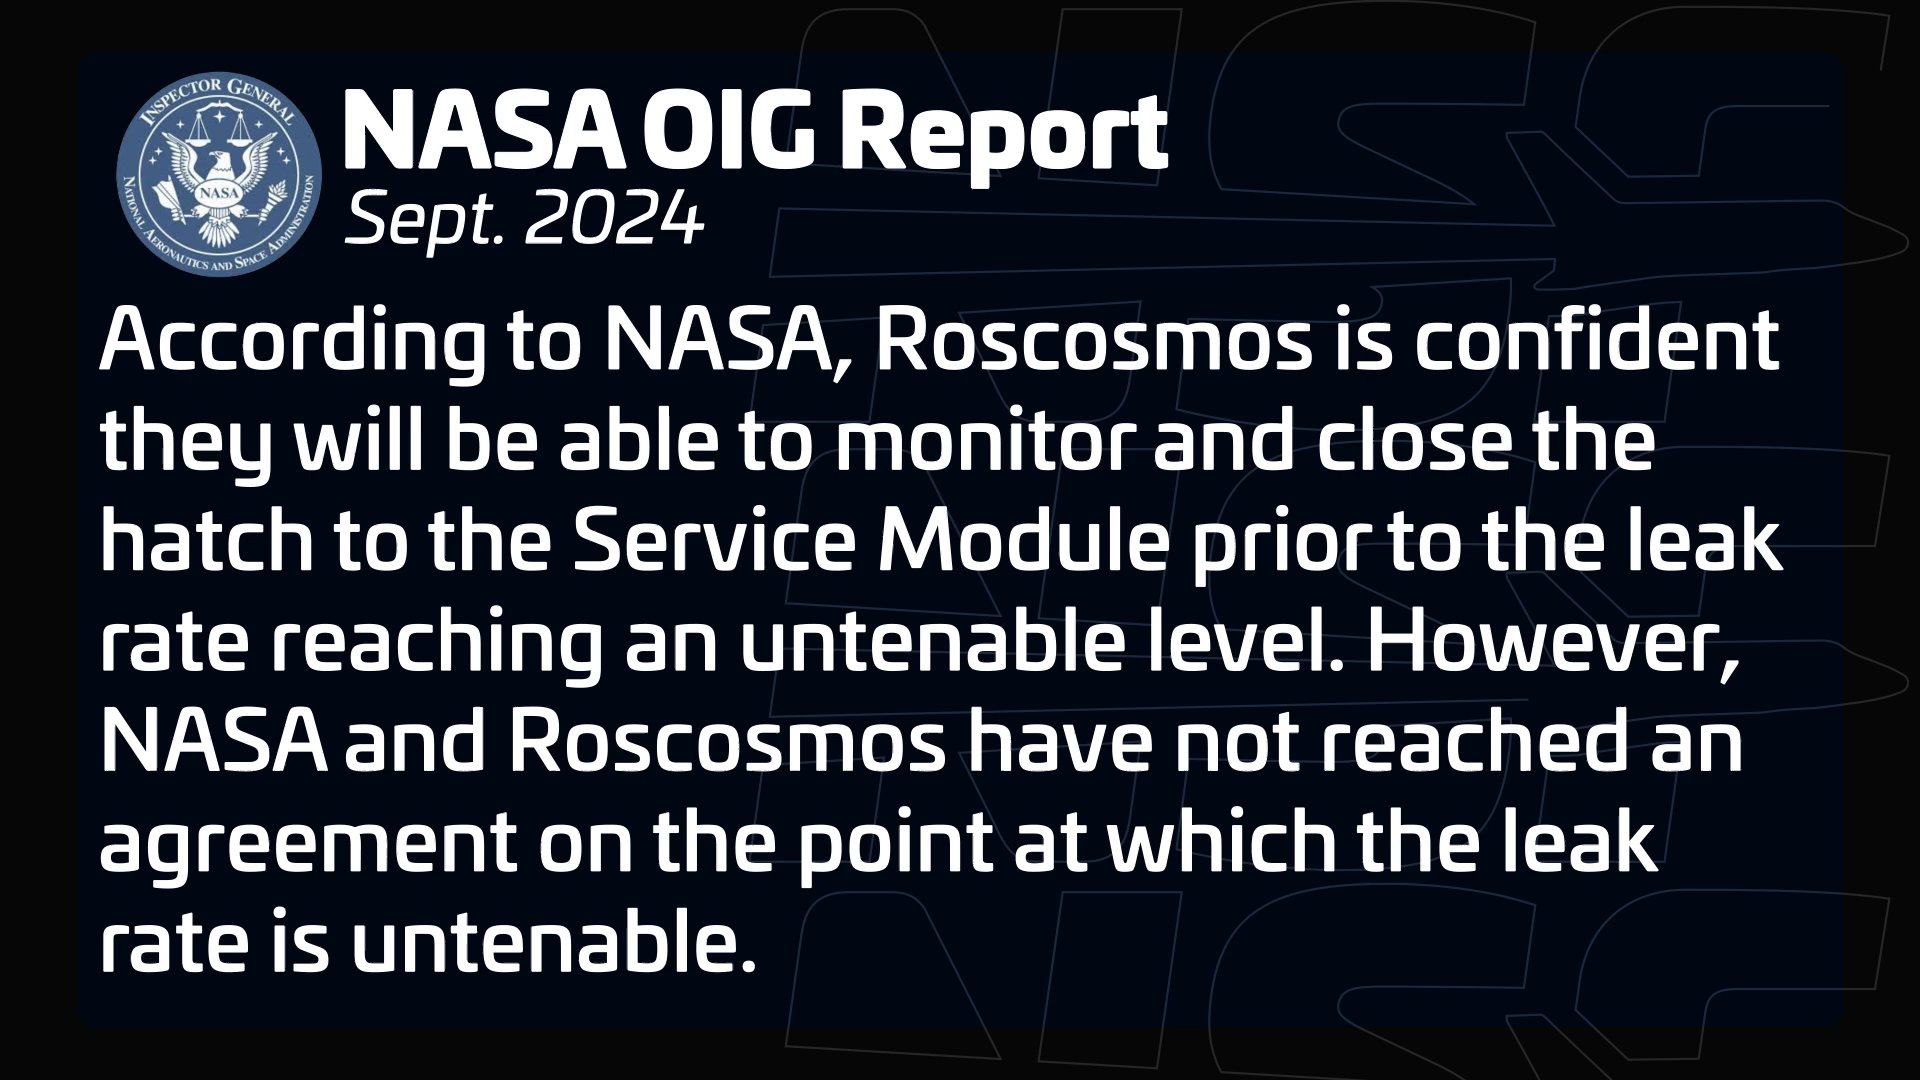 INSPECTOR GENERAL
NASA
NATIONAL AERONAUTICS AND SPACE ADMINISTRATION
NASA OIG Report
Sept. 2024
According to NASA, Roscosmos is confident
they will be able to monitor and close the
hatch to the Service Module prior to the leak
rate reaching an untenable level. However,
NASA and Roscosmos have not reached an
agreement on the point at which the leak
rate is untenable.